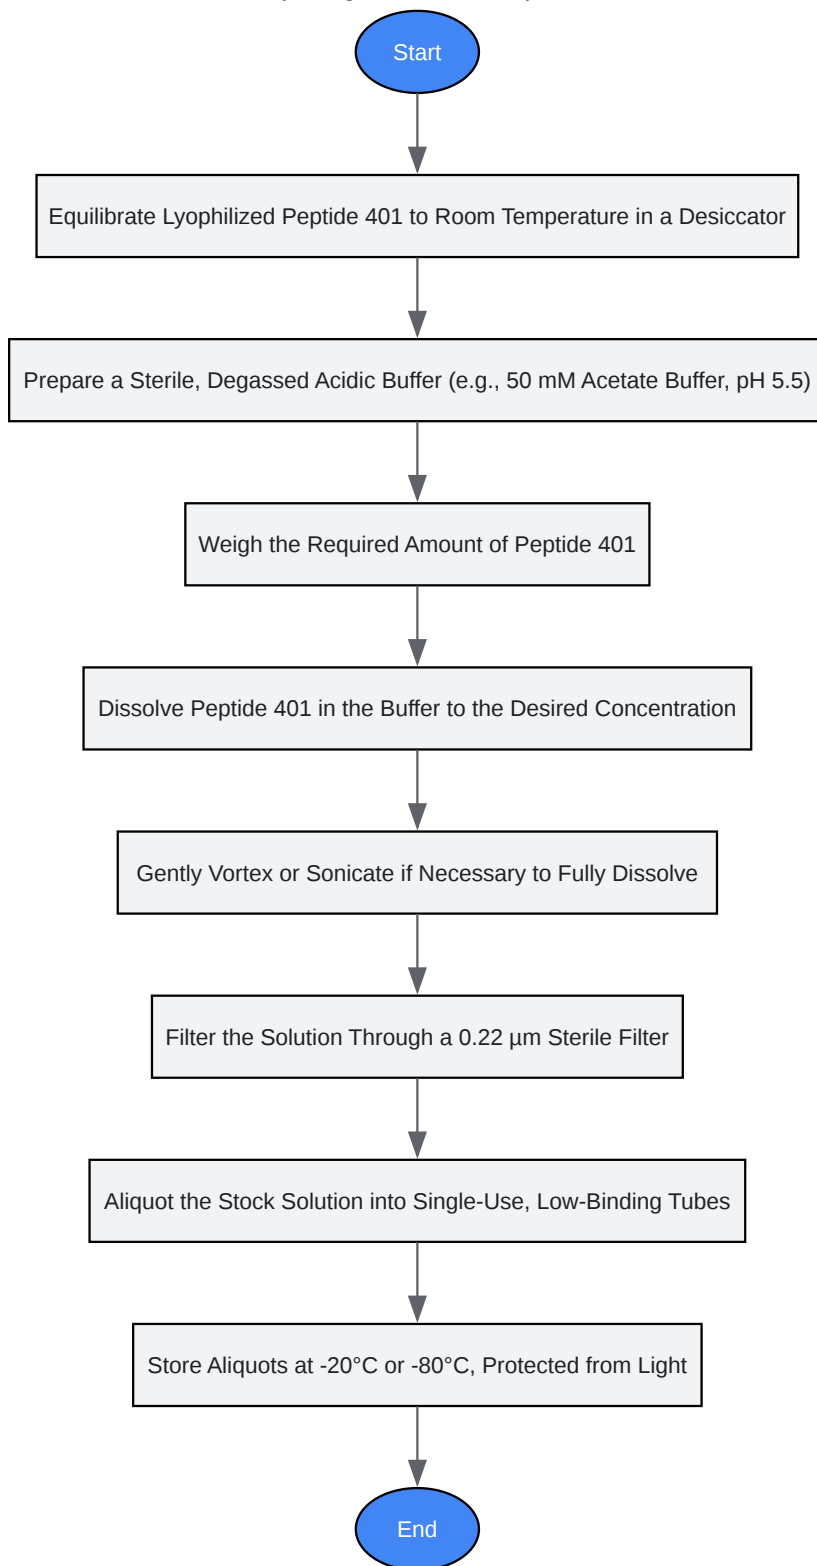 Start
Equilibrate Lyophilized Peptide 401 to Room Temperature in a Desiccator
Prepare a Sterile, Degassed Acidic Buffer (e.g., 50 mM Acetate Buffer, pH 5.5)
Weigh the Required Amount of Peptide 401
Dissolve Peptide 401 in the Buffer to the Desired Concentration
Gently Vortex or Sonicate if Necessary to Fully Dissolve
Filter the Solution Through a 0.22 µm Sterile Filter
Aliquot the Stock Solution into Single-Use, Low-Binding Tubes
Store Aliquots at -20°C or -80°C, Protected from Light
End